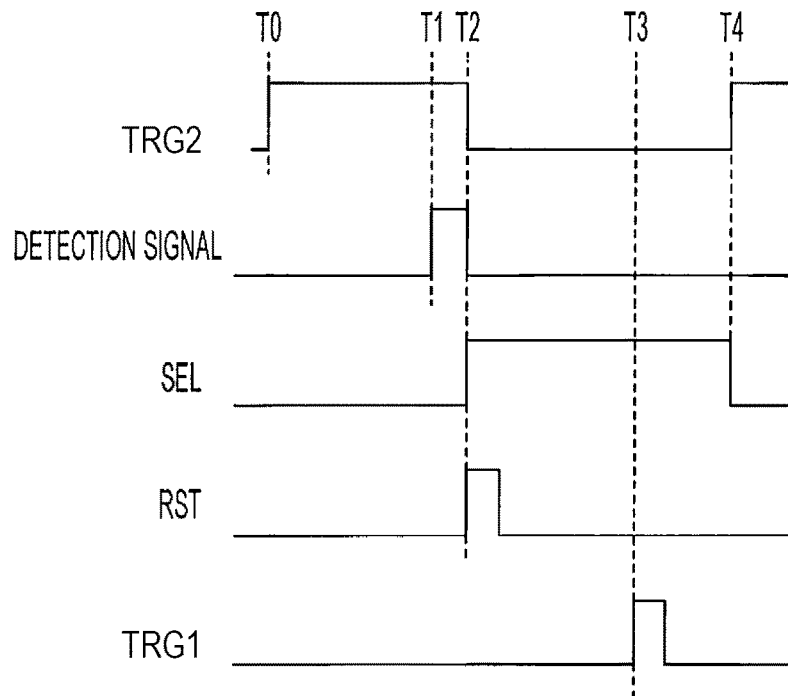 T0 T1 T2 T3 T4
TRG2
DETECTION SIGNAL
SEL
RST
TRG1